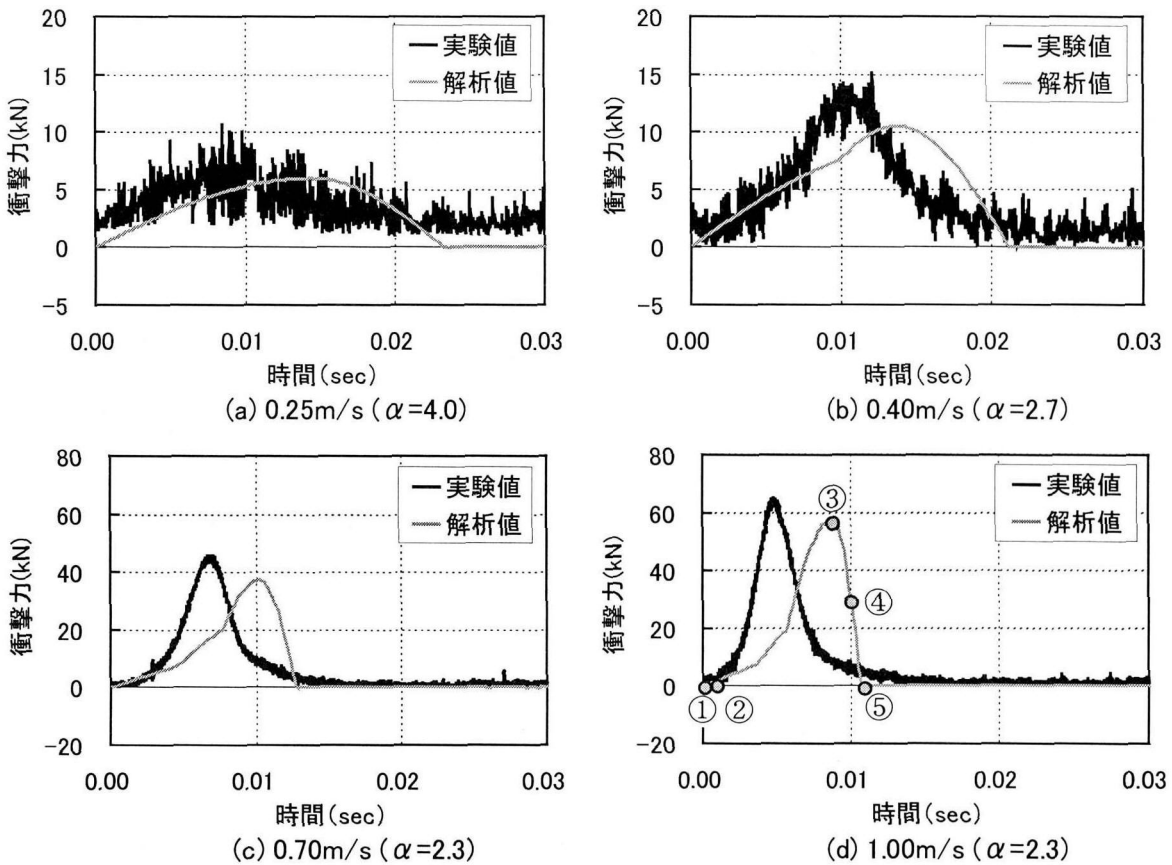 衝撃力(kN)
20
15
10
5
0
-5
実験値
解析値
0.00 0.01 0.02 0.03
時間(sec)
(a) 0.25m/s (α=4.0)
衝撃力(kN)
20
15
10
5
0
-5
実験値
解析値
0.00 0.01 0.02 0.03
時間(sec)
(b) 0.40m/s (α=2.7)
衝撃力(kN)
80
60
40
20
0
-20
実験値
解析値
0.00 0.01 0.02 0.03
時間(sec)
(c) 0.70m/s (α=2.3)
衝撃力(kN)
80
60
40
20
0
-20
実験値
解析値
③
④
① ② ⑤
0.00 0.01 0.02 0.03
時間(sec)
(d) 1.00m/s (α=2.3)